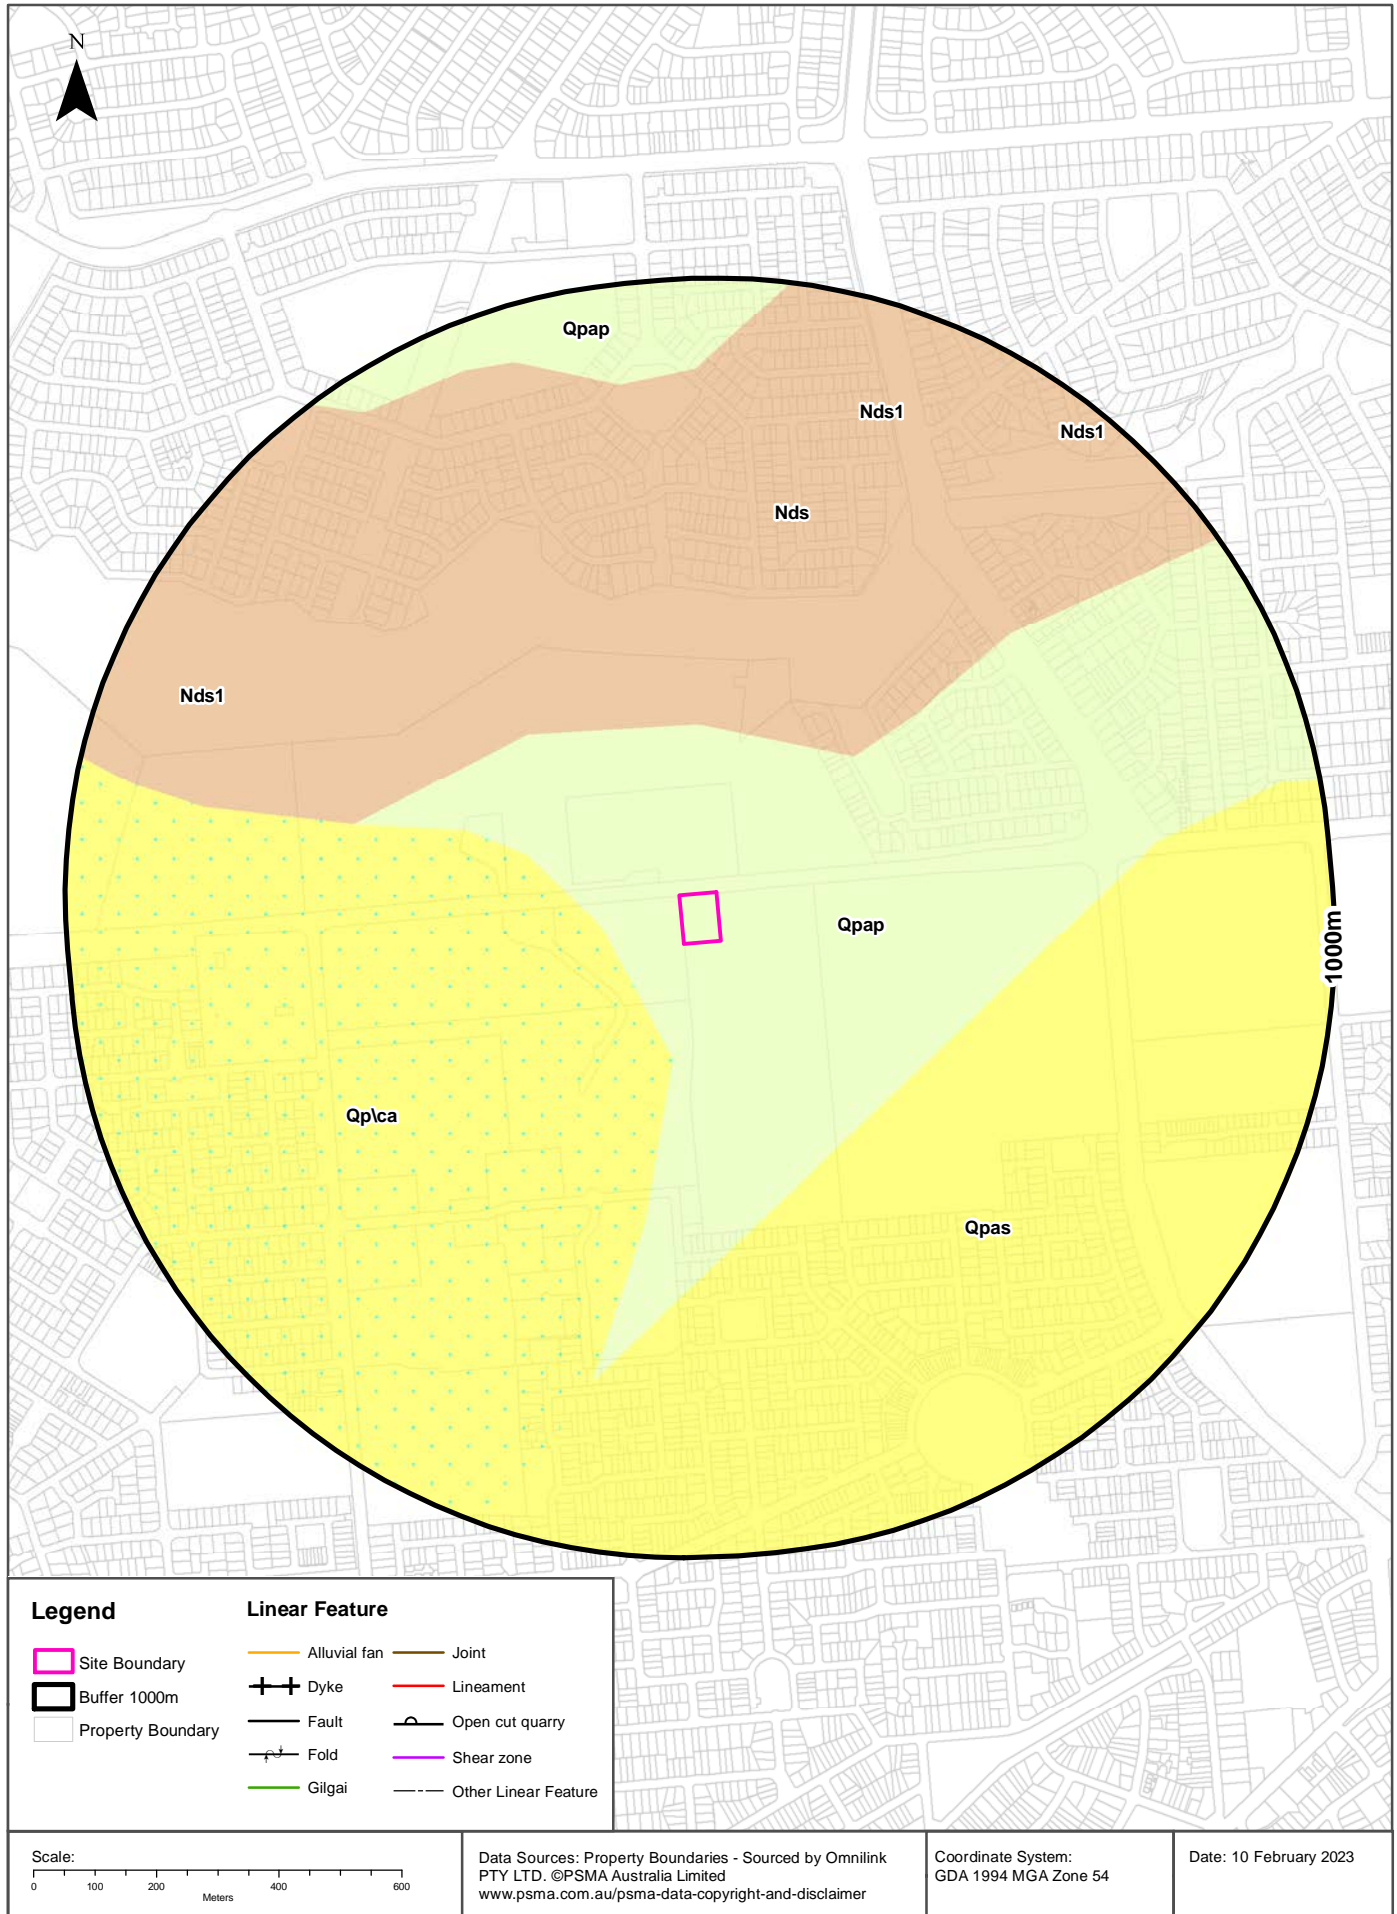 N
Qpap
Nds1
Nds1
Nds
Nds1
Qpap
1000m
Qp\ca
Qpas
Legend
Site Boundary
Buffer 1000m
Property Boundary
Linear Feature
Alluvial fan
Dyke
Fault
Fold
Gilgai
Joint
Lineament
Open cut quarry
Shear zone
Other Linear Feature
Scale:
0 100 200 400 600
Meters
Data Sources: Property Boundaries - Sourced by Omnilink
PTY LTD. ©PSMA Australia Limited
www.psma.com.au/psma-data-copyright-and-disclaimer
Coordinate System:
GDA 1994 MGA Zone 54
Date: 10 February 2023